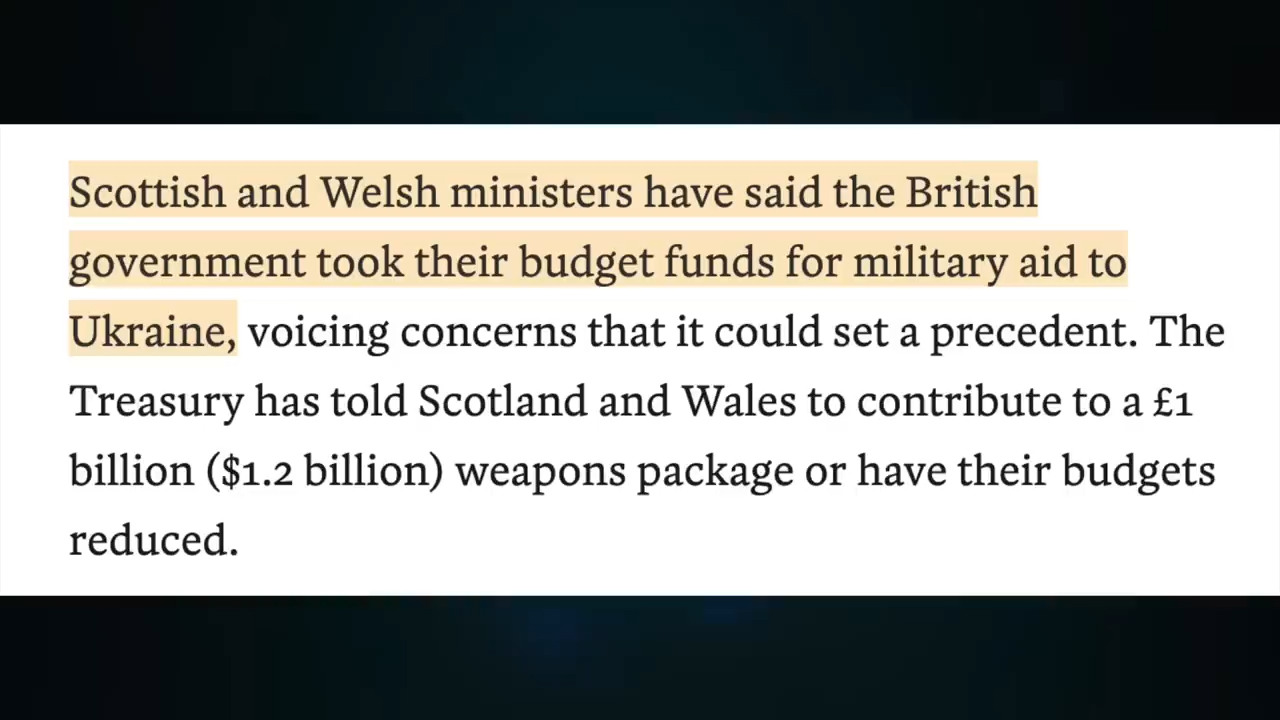 Scottish and Welsh ministers have said the British
government took their budget funds for military aid to
Ukraine, voicing concerns that it could set a precedent. The
Treasury has told Scotland and Wales to contribute to a £1
billion ($1.2 billion) weapons package or have their budgets
reduced.